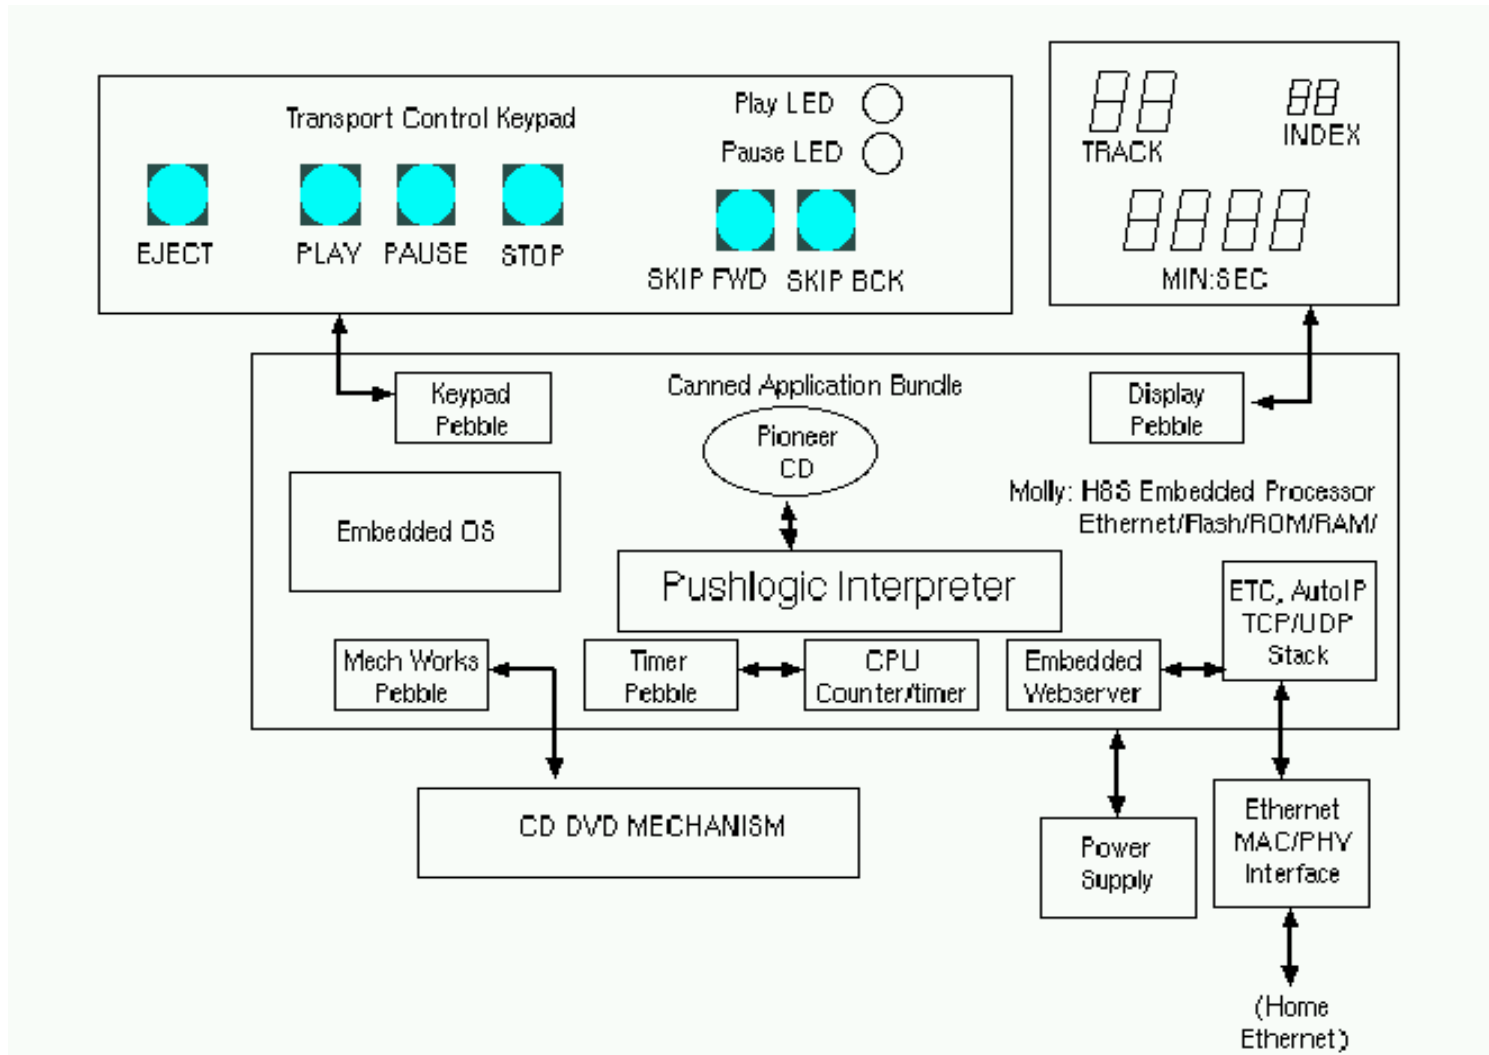 Transport Control Keypad
Play LED
Pause LED
EJECT
PLAY
PAUSE
STOP
SKIP FWD
SKIP BCK
TRACK
INDEX
MIN:SEC
Keypad
Pebble
Canned Application Bundle
Pioneer
CD
Display
Pebble
Embedded OS
Molly: H8S Embedded Processor
Ethernet/Flash/ROM/RAM/
Pushlogic Interpreter
ETC, AutoIP
TCP/UDP
Stack
Mech Works
Pebble
Timer
Pebble
CPU
Counter/timer
Embedded
Webserver
CD DVD MECHANISM
Power
Supply
Ethernet
MAC/PHY
Interface
(Home
Ethernet)